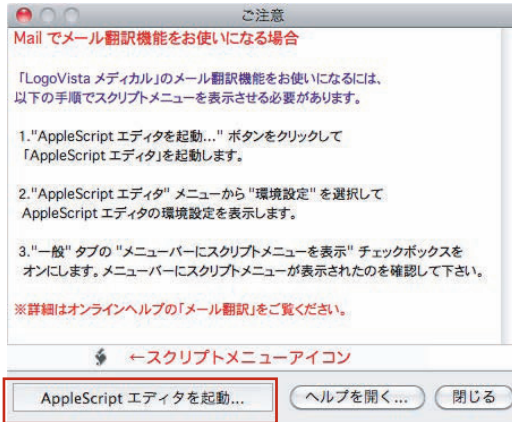 ご注意
Mail でメール翻訳機能をお使いになる場合
「LogoVista メディカル」のメール翻訳機能をお使いになるには、
以下の手順でスクリプトメニューを表示させる必要があります。
1."AppleScript エディタを起動..." ボタンをクリックして
「AppleScript エディタ」を起動します。
2."AppleScript エディタ" メニューから "環境設定" を選択して
AppleScript エディタの環境設定を表示します。
3."一般" タブの "メニューバーにスクリプトメニューを表示" チェックボックスを
オンにします。メニューバーにスクリプトメニューが表示されたのを確認して下さい。
※詳細はオンラインヘルプの「メール翻訳」をご覧ください。
←スクリプトメニューアイコン
AppleScript エディタを起動... ヘルプを開く... 閉じる